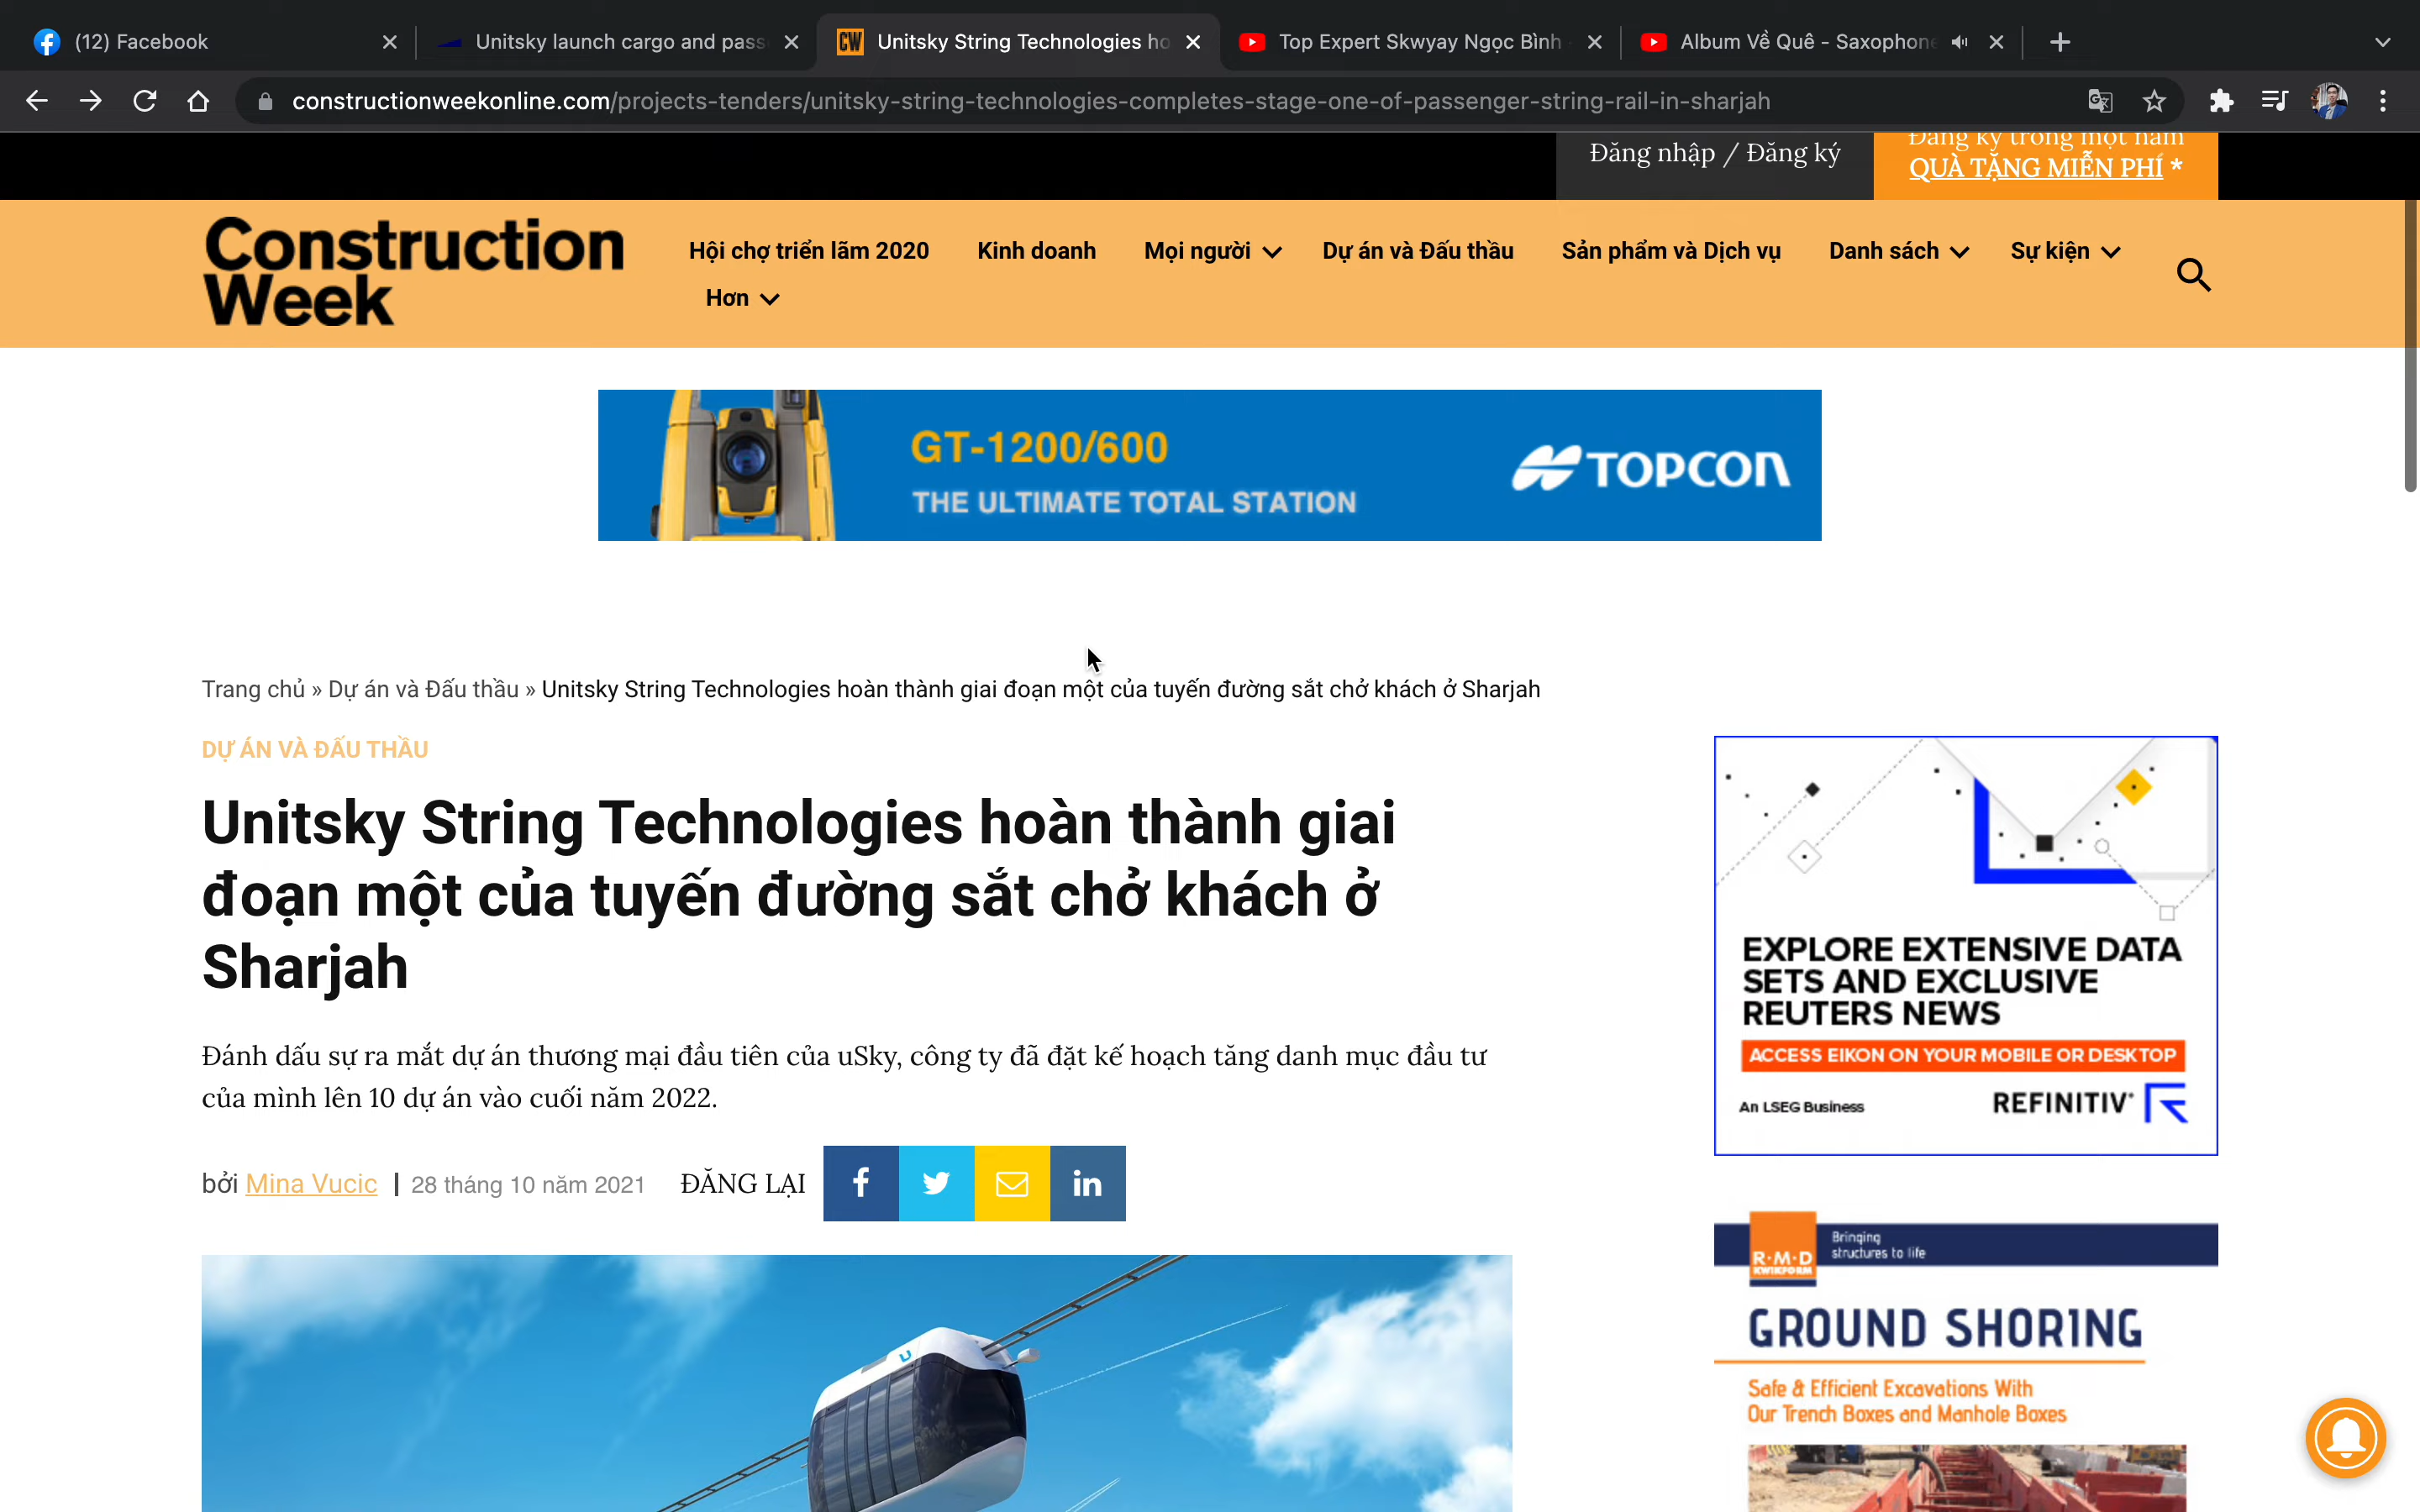 (12) Facebook
Unitsky launch cargo and pass
Unitsky String Technologies ho
Top Expert Skwyay Ngọc Bình
Album Về Quê - Saxophone
constructionweekonline.com/projects-tenders/unitsky-string-technologies-completes-stage-one-of-passenger-string-rail-in-sharjah
Đăng nhập / Đăng ký
Đăng ký trong một năm
QUÀ TẶNG MIỄN PHÍ *
Construction
Week
Hội chợ triển lãm 2020
Kinh doanh
Mọi người
Dự án và Đấu thầu
Sản phẩm và Dịch vụ
Danh sách
Sự kiện
Hơn
GT-1200/600
THE ULTIMATE TOTAL STATION
TOPCON
Trang chủ » Dự án và Đấu thầu » Unitsky String Technologies hoàn thành giai đoạn một của tuyến đường sắt chở khách ở Sharjah
DỰ ÁN VÀ ĐẤU THẦU
Unitsky String Technologies hoàn thành giai
đoạn một của tuyến đường sắt chở khách ở
Sharjah
Đánh dấu sự ra mắt dự án thương mại đầu tiên của uSky, công ty đã đặt kế hoạch tăng danh mục đầu tư
của mình lên 10 dự án vào cuối năm 2022.
bởi Mina Vucic | 28 tháng 10 năm 2021 ĐĂNG LẠI
EXPLORE EXTENSIVE DATA
SETS AND EXCLUSIVE
REUTERS NEWS
ACCESS EIKON ON YOUR MOBILE OR DESKTOP
An LSEG Business
REFINITIV
R·M·D
KWIKFORM
Bringing
structures to life
GROUND SHORING
Safe & Efficient Excavations With
Our Trench Boxes and Manhole Boxes